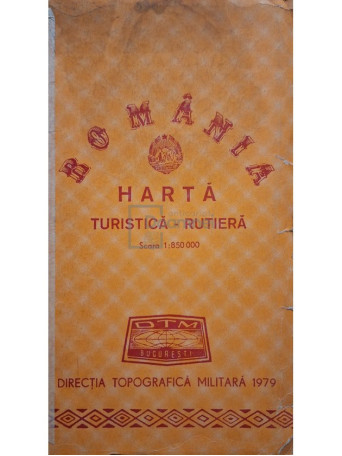 ROMÂNIA
HARTĂ
TURISTICĂ - RUTIERĂ
Scara 1:850 000
DTM
BUCUREȘTI
DIRECȚIA TOPOGRAFICĂ MILITARĂ 1979